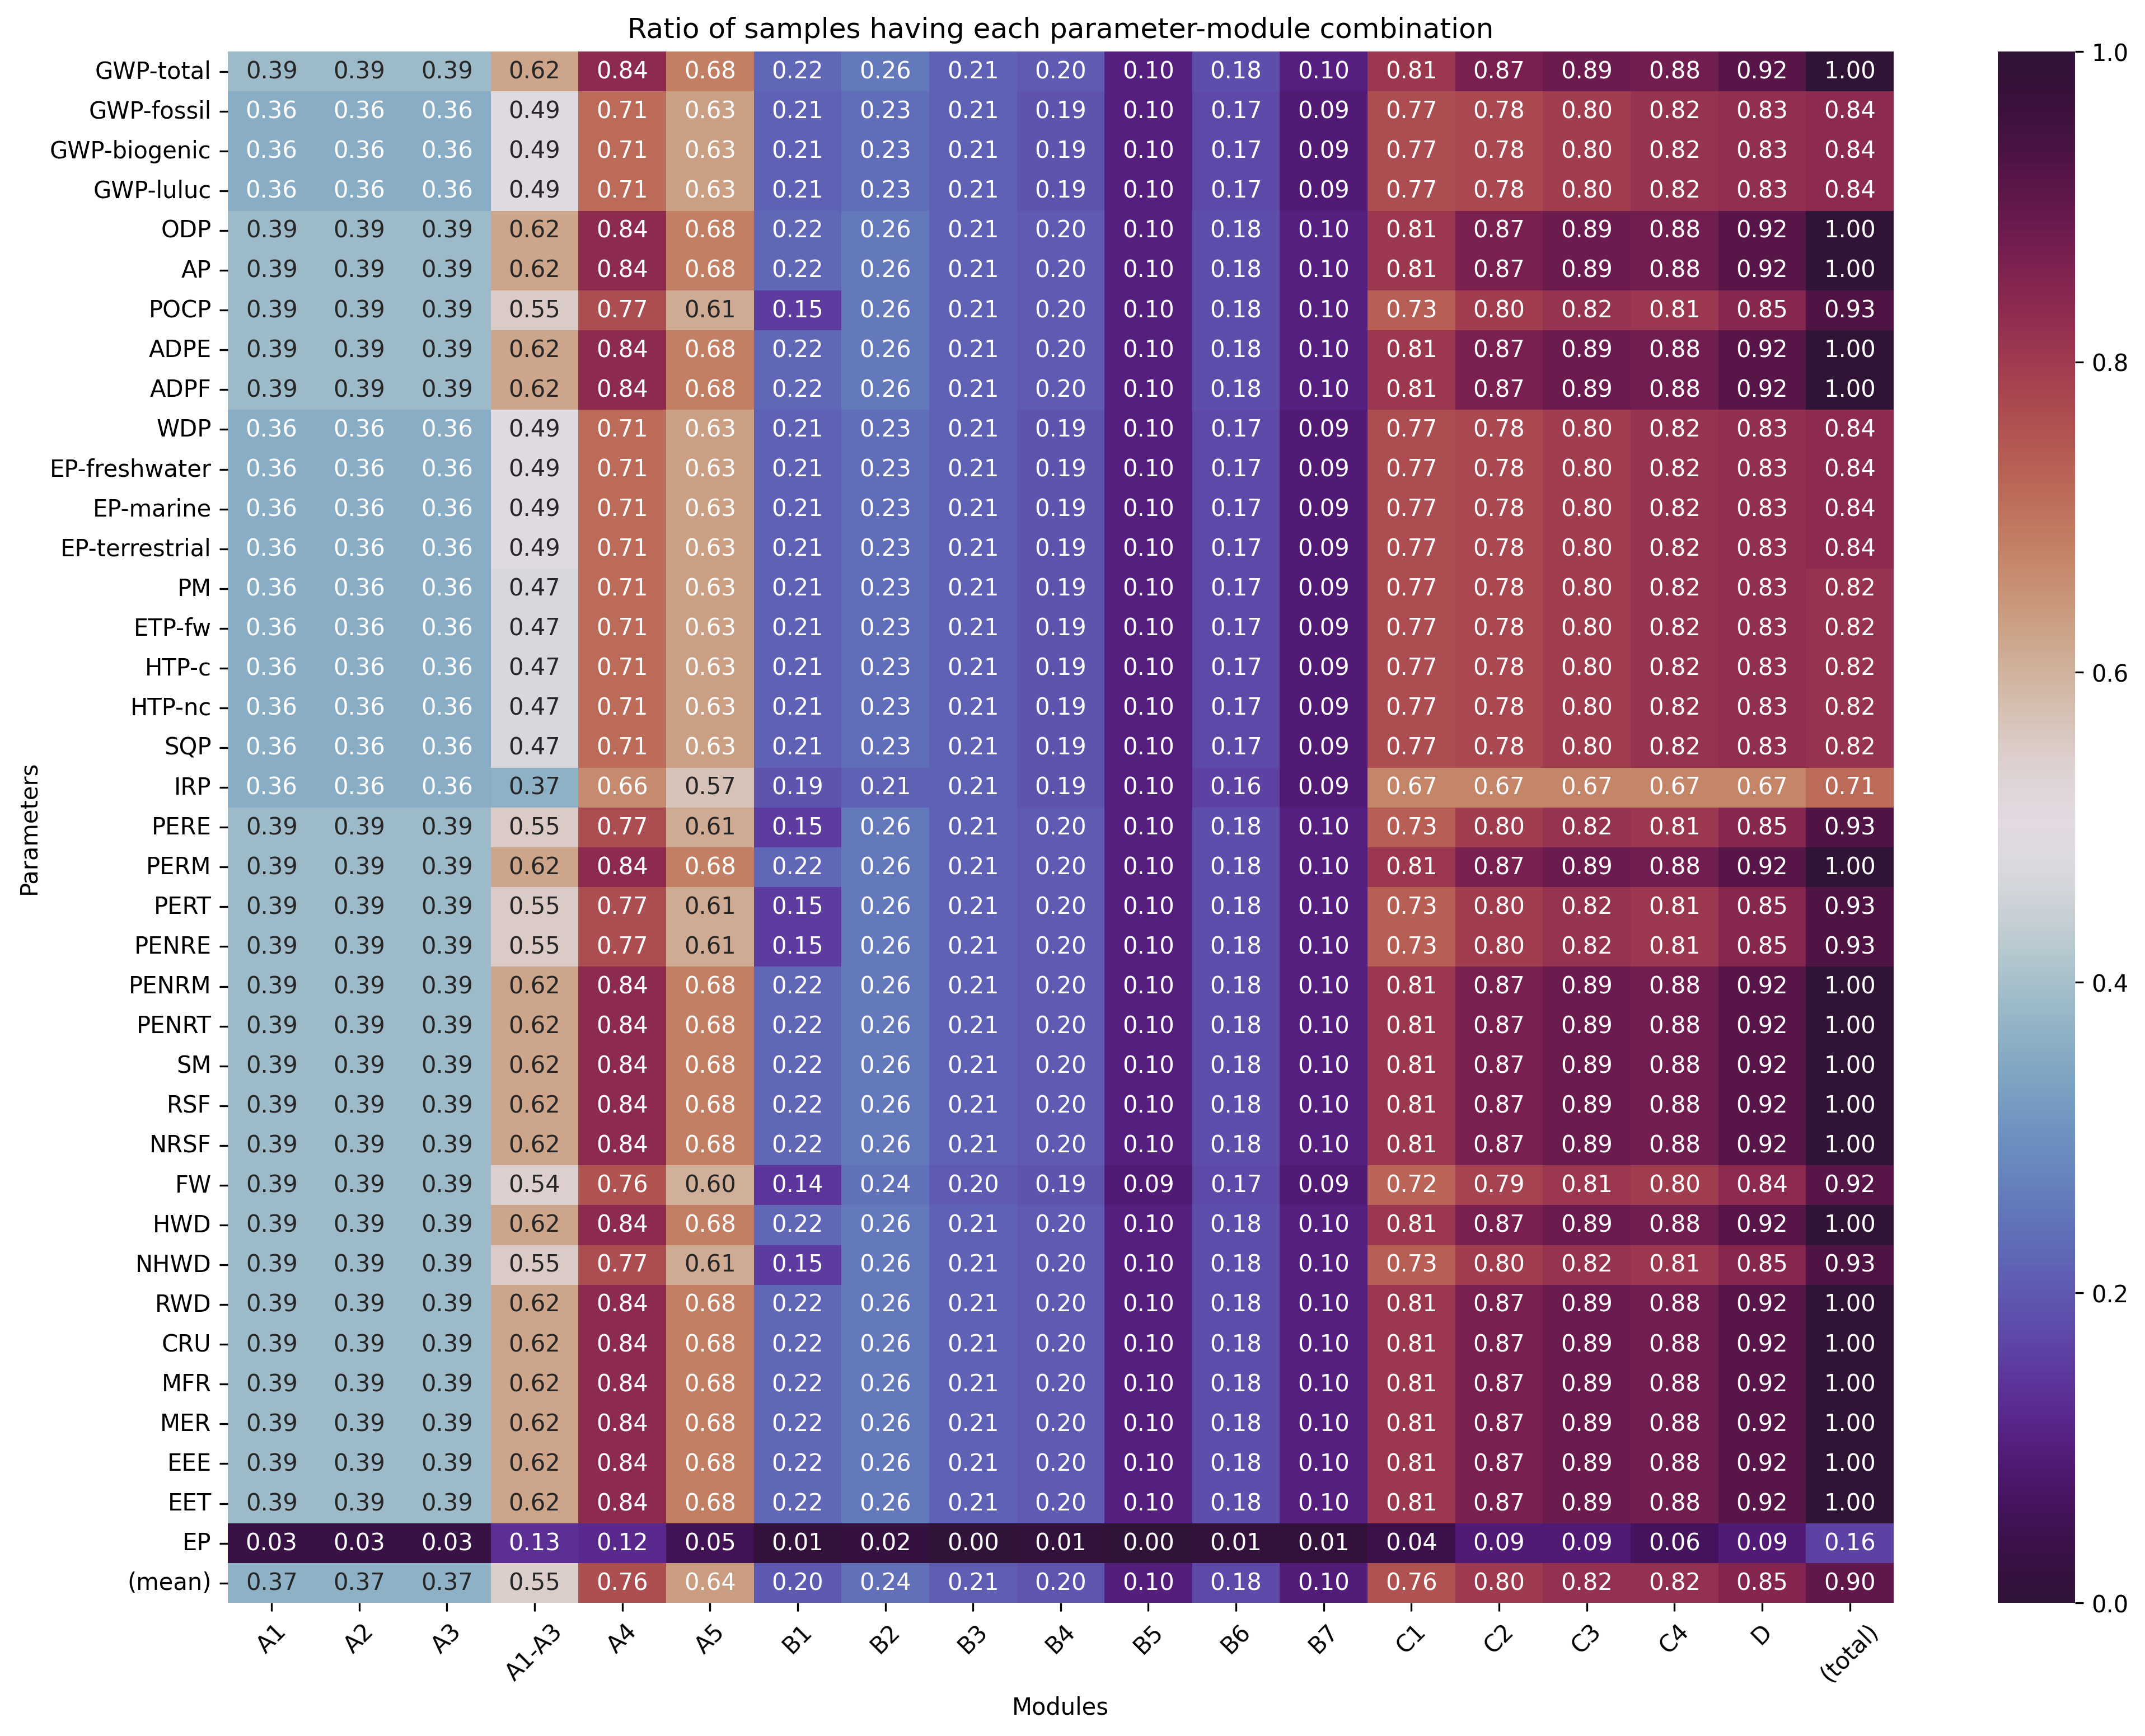 Ratio of samples having each parameter-module combination
GWP-total 0.39 0.39 0.39 0.62 0.84 0.68 0.22 0.26 0.21 0.20 0.10 0.18 0.10 0.81 0.87 0.89 0.88 0.92 1.00
GWP-fossil 0.36 0.36 0.36 0.49 0.71 0.63 0.21 0.23 0.21 0.19 0.10 0.17 0.09 0.77 0.78 0.80 0.82 0.83 0.84
GWP-biogenic 0.36 0.36 0.36 0.49 0.71 0.63 0.21 0.23 0.21 0.19 0.10 0.17 0.09 0.77 0.78 0.80 0.82 0.83 0.84
GWP-luluc 0.36 0.36 0.36 0.49 0.71 0.63 0.21 0.23 0.21 0.19 0.10 0.17 0.09 0.77 0.78 0.80 0.82 0.83 0.84
ODP 0.39 0.39 0.39 0.62 0.84 0.68 0.22 0.26 0.21 0.20 0.10 0.18 0.10 0.81 0.87 0.89 0.88 0.92 1.00
AP 0.39 0.39 0.39 0.62 0.84 0.68 0.22 0.26 0.21 0.20 0.10 0.18 0.10 0.81 0.87 0.89 0.88 0.92 1.00
POCP 0.39 0.39 0.39 0.55 0.77 0.61 0.15 0.26 0.21 0.20 0.10 0.18 0.10 0.73 0.80 0.82 0.81 0.85 0.93
ADPE 0.39 0.39 0.39 0.62 0.84 0.68 0.22 0.26 0.21 0.20 0.10 0.18 0.10 0.81 0.87 0.89 0.88 0.92 1.00
ADPF 0.39 0.39 0.39 0.62 0.84 0.68 0.22 0.26 0.21 0.20 0.10 0.18 0.10 0.81 0.87 0.89 0.88 0.92 1.00
WDP 0.36 0.36 0.36 0.49 0.71 0.63 0.21 0.23 0.21 0.19 0.10 0.17 0.09 0.77 0.78 0.80 0.82 0.83 0.84
EP-freshwater 0.36 0.36 0.36 0.49 0.71 0.63 0.21 0.23 0.21 0.19 0.10 0.17 0.09 0.77 0.78 0.80 0.82 0.83 0.84
EP-marine 0.36 0.36 0.36 0.49 0.71 0.63 0.21 0.23 0.21 0.19 0.10 0.17 0.09 0.77 0.78 0.80 0.82 0.83 0.84
EP-terrestrial 0.36 0.36 0.36 0.49 0.71 0.63 0.21 0.23 0.21 0.19 0.10 0.17 0.09 0.77 0.78 0.80 0.82 0.83 0.84
PM 0.36 0.36 0.36 0.47 0.71 0.63 0.21 0.23 0.21 0.19 0.10 0.17 0.09 0.77 0.78 0.80 0.82 0.83 0.82
ETP-fw 0.36 0.36 0.36 0.47 0.71 0.63 0.21 0.23 0.21 0.19 0.10 0.17 0.09 0.77 0.78 0.80 0.82 0.83 0.82
HTP-c 0.36 0.36 0.36 0.47 0.71 0.63 0.21 0.23 0.21 0.19 0.10 0.17 0.09 0.77 0.78 0.80 0.82 0.83 0.82
HTP-nc 0.36 0.36 0.36 0.47 0.71 0.63 0.21 0.23 0.21 0.19 0.10 0.17 0.09 0.77 0.78 0.80 0.82 0.83 0.82
SQP 0.36 0.36 0.36 0.47 0.71 0.63 0.21 0.23 0.21 0.19 0.10 0.17 0.09 0.77 0.78 0.80 0.82 0.83 0.82
IRP 0.36 0.36 0.36 0.37 0.66 0.57 0.19 0.21 0.21 0.19 0.10 0.16 0.09 0.67 0.67 0.67 0.67 0.67 0.71
PERE 0.39 0.39 0.39 0.55 0.77 0.61 0.15 0.26 0.21 0.20 0.10 0.18 0.10 0.73 0.80 0.82 0.81 0.85 0.93
PERM 0.39 0.39 0.39 0.62 0.84 0.68 0.22 0.26 0.21 0.20 0.10 0.18 0.10 0.81 0.87 0.89 0.88 0.92 1.00
PERT 0.39 0.39 0.39 0.55 0.77 0.61 0.15 0.26 0.21 0.20 0.10 0.18 0.10 0.73 0.80 0.82 0.81 0.85 0.93
PENRE 0.39 0.39 0.39 0.55 0.77 0.61 0.15 0.26 0.21 0.20 0.10 0.18 0.10 0.73 0.80 0.82 0.81 0.85 0.93
PENRM 0.39 0.39 0.39 0.62 0.84 0.68 0.22 0.26 0.21 0.20 0.10 0.18 0.10 0.81 0.87 0.89 0.88 0.92 1.00
PENRT 0.39 0.39 0.39 0.62 0.84 0.68 0.22 0.26 0.21 0.20 0.10 0.18 0.10 0.81 0.87 0.89 0.88 0.92 1.00
SM 0.39 0.39 0.39 0.62 0.84 0.68 0.22 0.26 0.21 0.20 0.10 0.18 0.10 0.81 0.87 0.89 0.88 0.92 1.00
RSF 0.39 0.39 0.39 0.62 0.84 0.68 0.22 0.26 0.21 0.20 0.10 0.18 0.10 0.81 0.87 0.89 0.88 0.92 1.00
NRSF 0.39 0.39 0.39 0.62 0.84 0.68 0.22 0.26 0.21 0.20 0.10 0.18 0.10 0.81 0.87 0.89 0.88 0.92 1.00
FW 0.39 0.39 0.39 0.54 0.76 0.60 0.14 0.24 0.20 0.19 0.09 0.17 0.09 0.72 0.79 0.81 0.80 0.84 0.92
HWD 0.39 0.39 0.39 0.62 0.84 0.68 0.22 0.26 0.21 0.20 0.10 0.18 0.10 0.81 0.87 0.89 0.88 0.92 1.00
NHWD 0.39 0.39 0.39 0.55 0.77 0.61 0.15 0.26 0.21 0.20 0.10 0.18 0.10 0.73 0.80 0.82 0.81 0.85 0.93
RWD 0.39 0.39 0.39 0.62 0.84 0.68 0.22 0.26 0.21 0.20 0.10 0.18 0.10 0.81 0.87 0.89 0.88 0.92 1.00
CRU 0.39 0.39 0.39 0.62 0.84 0.68 0.22 0.26 0.21 0.20 0.10 0.18 0.10 0.81 0.87 0.89 0.88 0.92 1.00
MFR 0.39 0.39 0.39 0.62 0.84 0.68 0.22 0.26 0.21 0.20 0.10 0.18 0.10 0.81 0.87 0.89 0.88 0.92 1.00
MER 0.39 0.39 0.39 0.62 0.84 0.68 0.22 0.26 0.21 0.20 0.10 0.18 0.10 0.81 0.87 0.89 0.88 0.92 1.00
EEE 0.39 0.39 0.39 0.62 0.84 0.68 0.22 0.26 0.21 0.20 0.10 0.18 0.10 0.81 0.87 0.89 0.88 0.92 1.00
EET 0.39 0.39 0.39 0.62 0.84 0.68 0.22 0.26 0.21 0.20 0.10 0.18 0.10 0.81 0.87 0.89 0.88 0.92 1.00
EP 0.03 0.03 0.03 0.13 0.12 0.05 0.01 0.02 0.00 0.01 0.00 0.01 0.01 0.04 0.09 0.09 0.06 0.09 0.16
(mean) 0.37 0.37 0.37 0.55 0.76 0.64 0.20 0.24 0.21 0.20 0.10 0.18 0.10 0.76 0.80 0.82 0.82 0.85 0.90
A1 A2 A3 A1-A3 A4 A5 B1 B2 B3 B4 B5 B6 B7 C1 C2 C3 C4 D (total)
Modules
Parameters
1.0
0.8
0.6
0.4
0.2
0.0